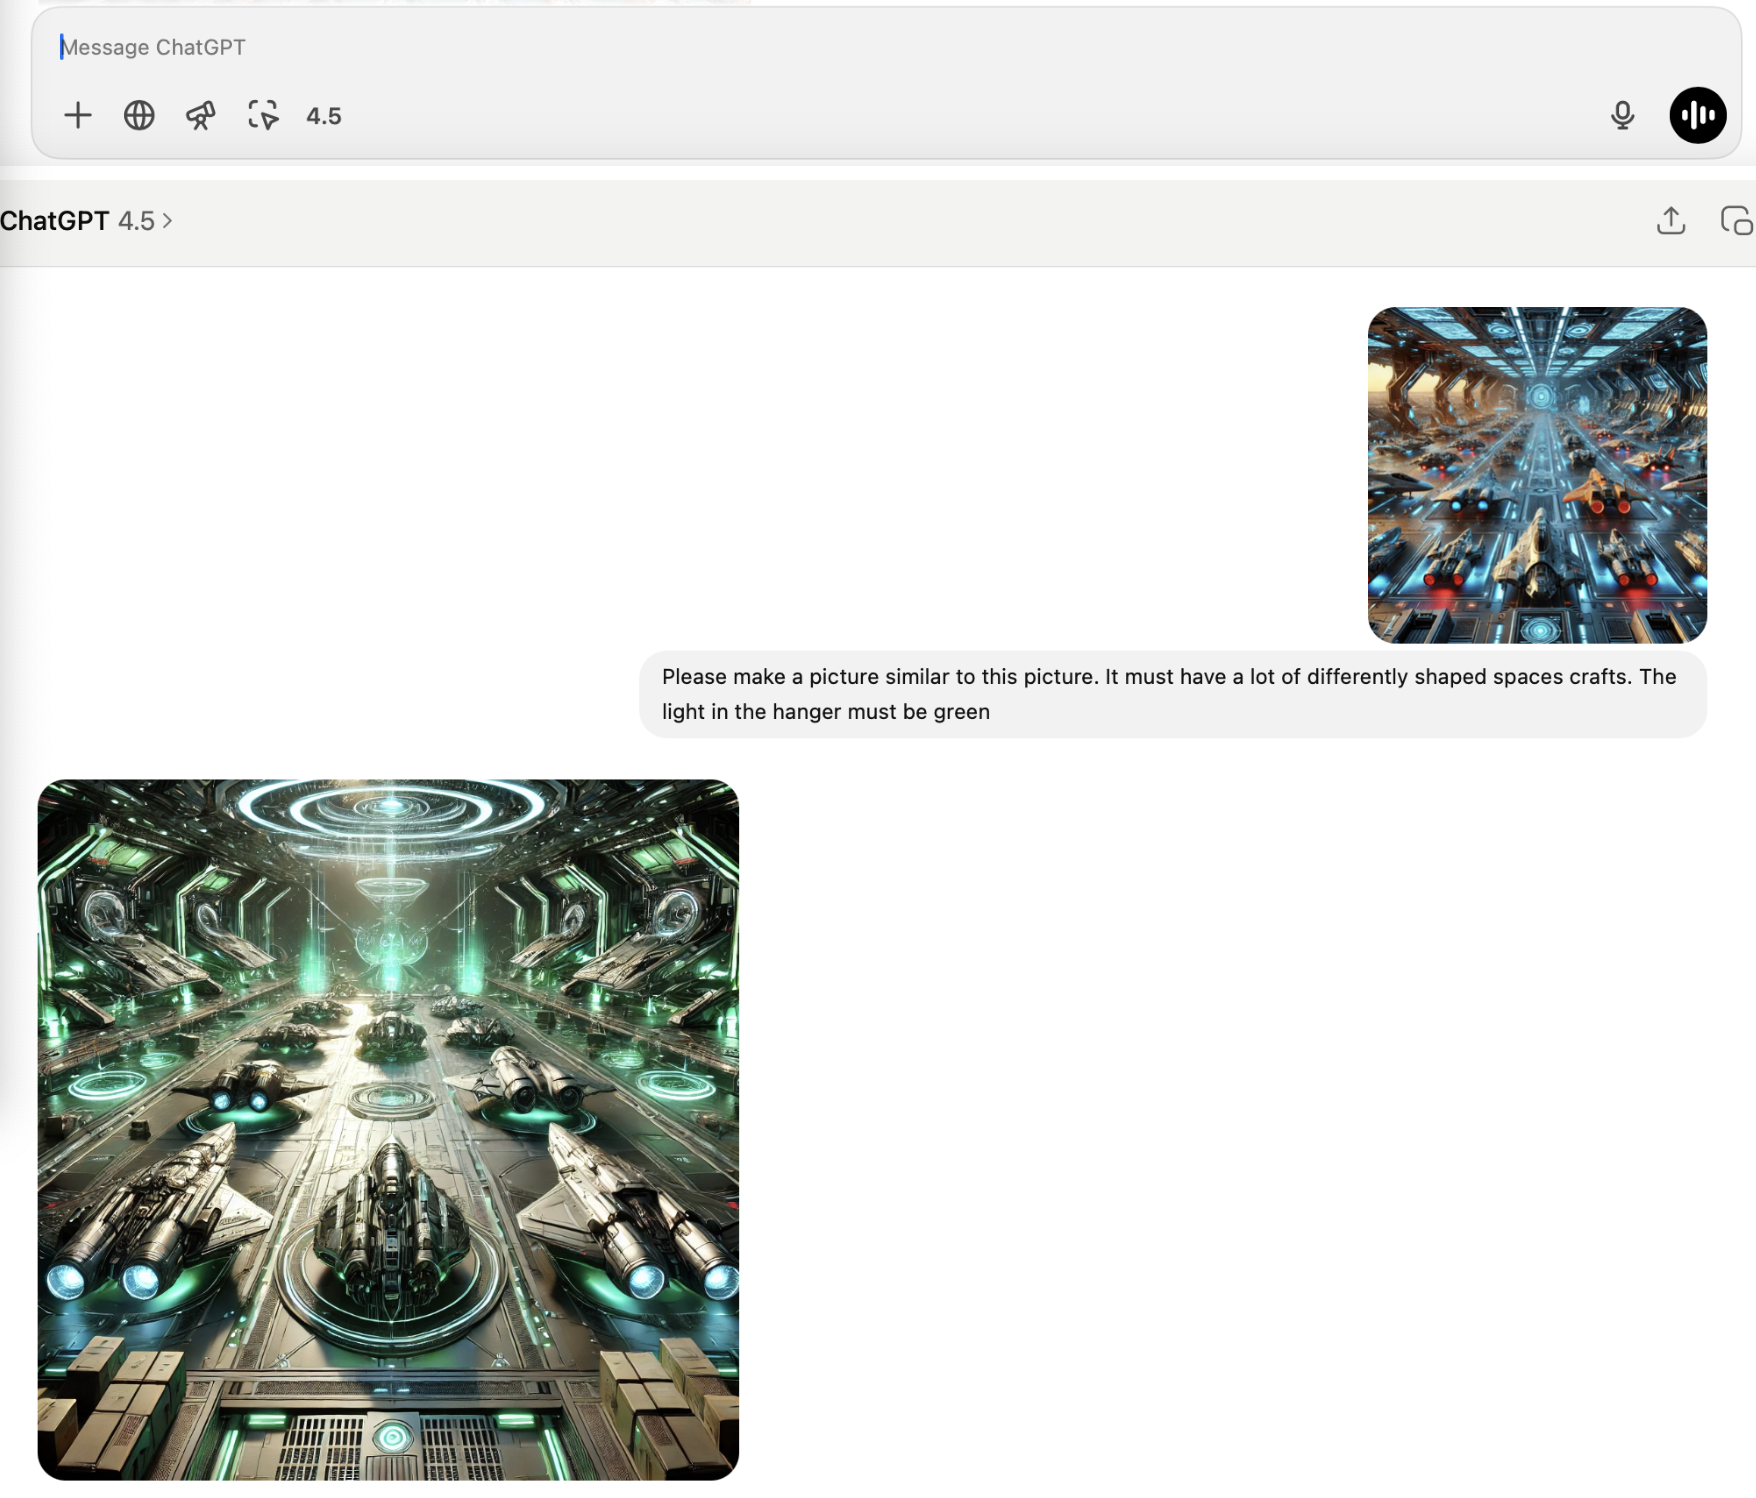 Message ChatGPT
4.5
ChatGPT 4.5 >
Please make a picture similar to this picture. It must have a lot of differently shaped spaces crafts. The
light in the hanger must be green